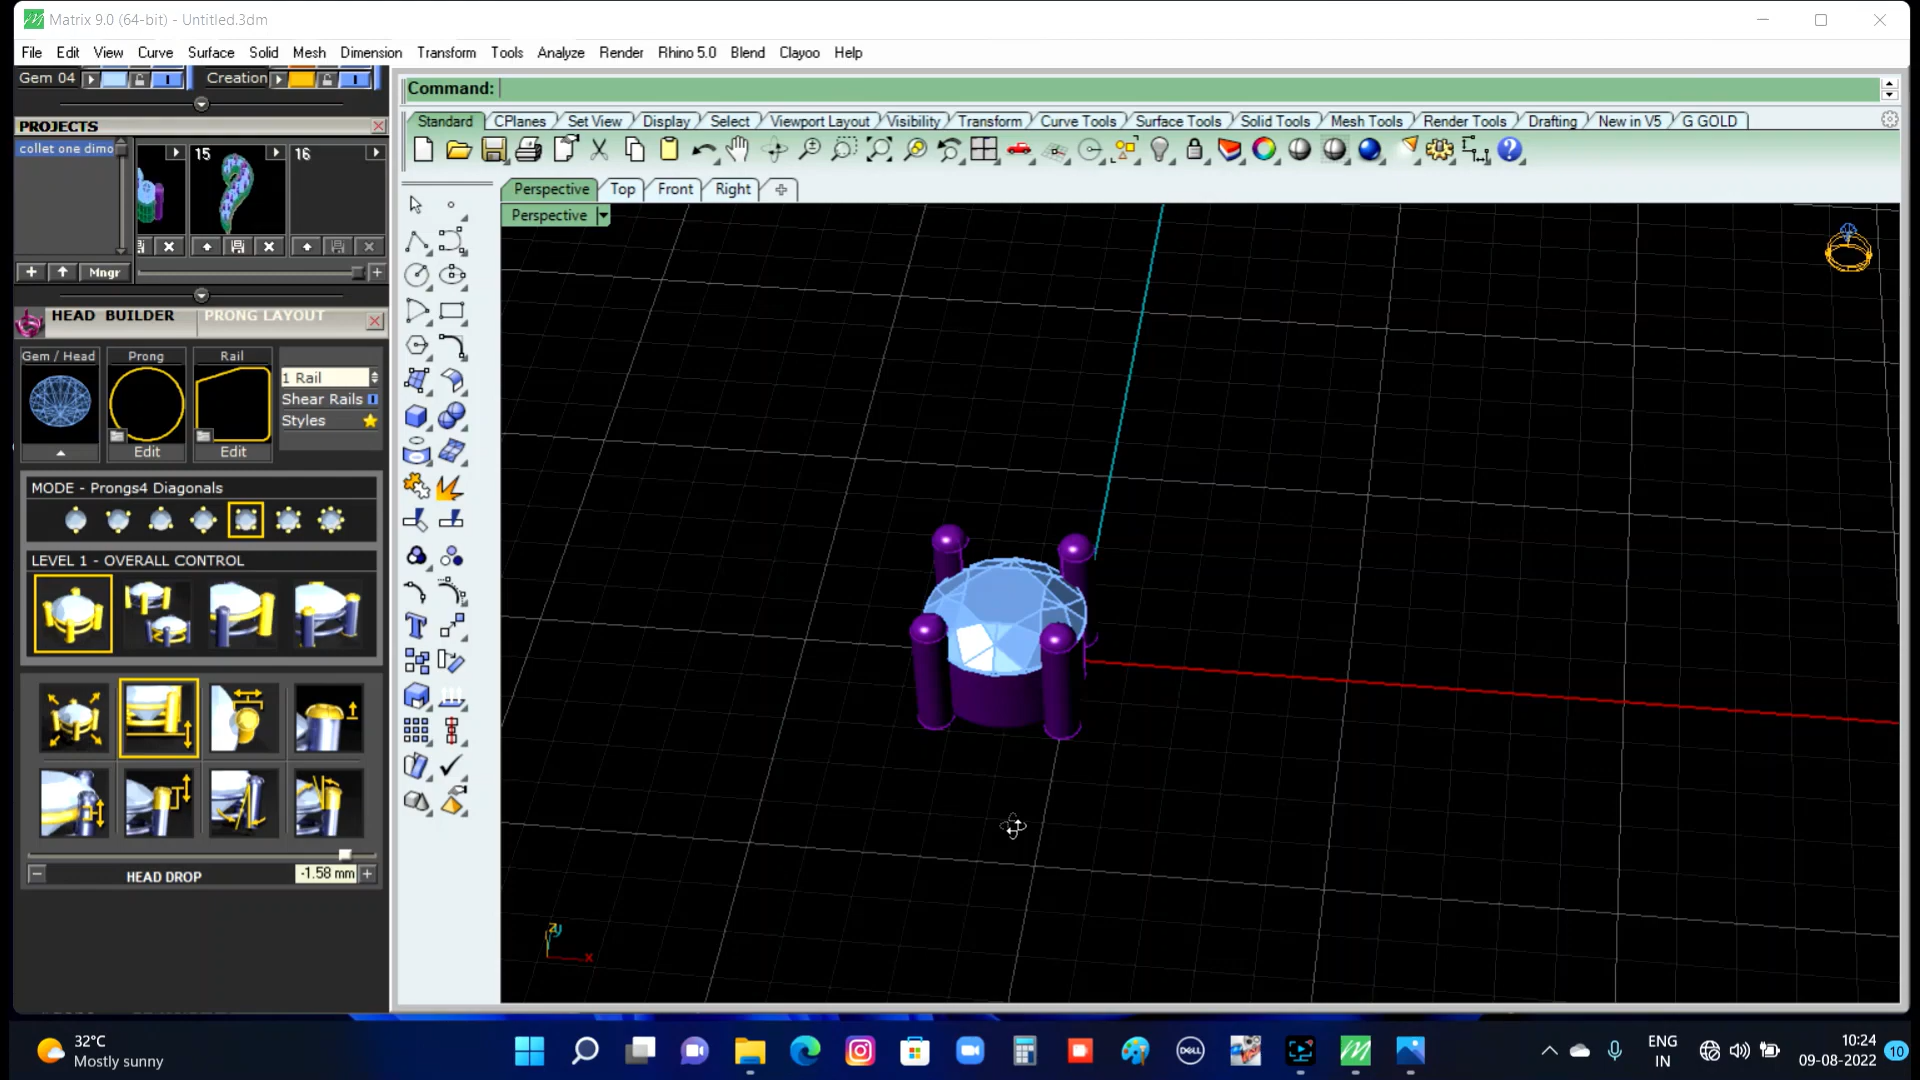 Matrix 9.0 (64-bit) - Untitled.3dm
File Edit View Curve Surface Solid Mesh Dimension Transform Tools Analyze Render Rhino 5.0 Blend Clayoo Help
Gem 04 Creation
Command:
PROJECTS
Standard CPlanes Set View Display Select Viewport Layout Visibility Transform Curve Tools Surface Tools Solid Tools Mesh Tools Render Tools Drafting New in V5 G GOLD
collet one dimo
15 16
Mngr
Perspective Top Front Right
Perspective
HEAD BUILDER PRONG LAYOUT
Gem / Head Prong Rail
1 Rail
Shear Rails
Styles
Edit Edit
MODE - Prongs4 Diagonals
LEVEL 1 - OVERALL CONTROL
HEAD DROP -1.58 mm
x
32°C
Mostly sunny
DELL
ENG
IN
10:24
09-08-2022
10